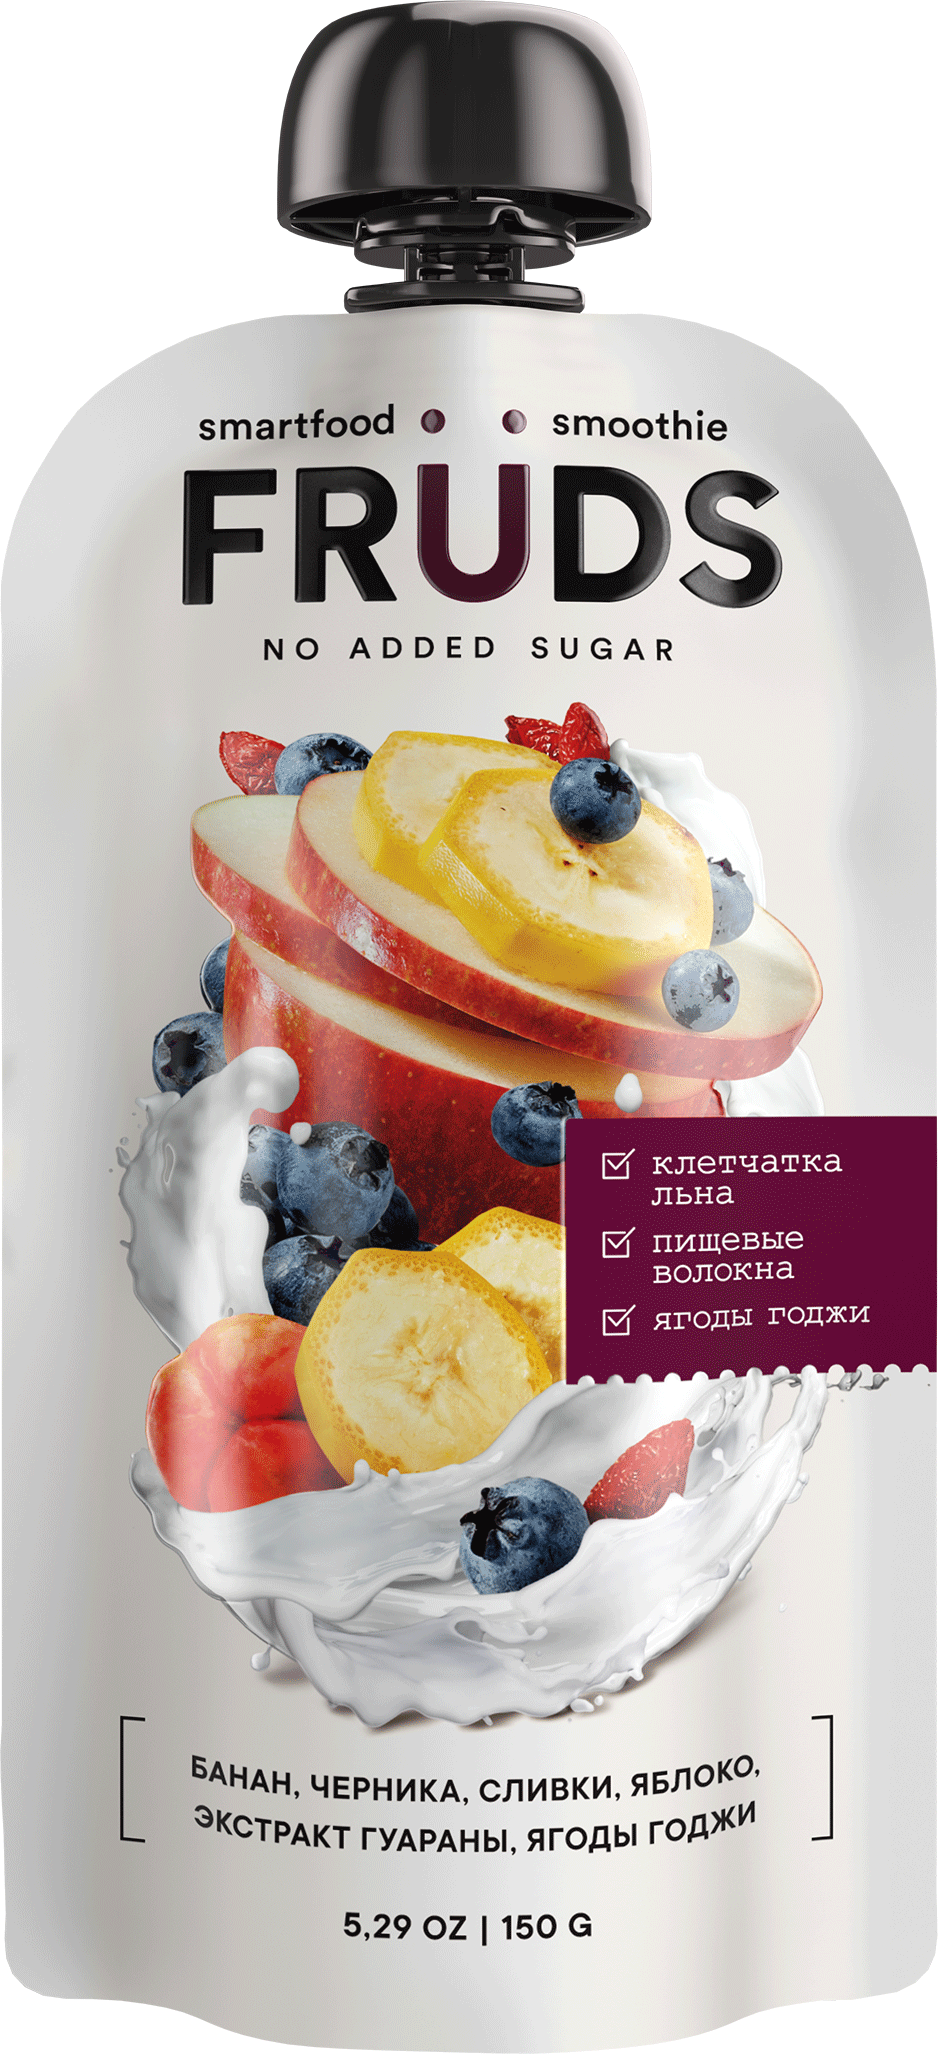 smartfood smoothie
FRÜDS
NO ADDED SUGAR
клетчатка
льна
пищевые
волокна
ягоды годжи
БАНАН, ЧЕРНИКА, СЛИВКИ, ЯБЛОКО,
ЭКСТРАКТ ГУАРАНЫ, ЯГОДЫ ГОДЖИ
5,29 OZ | 150 G